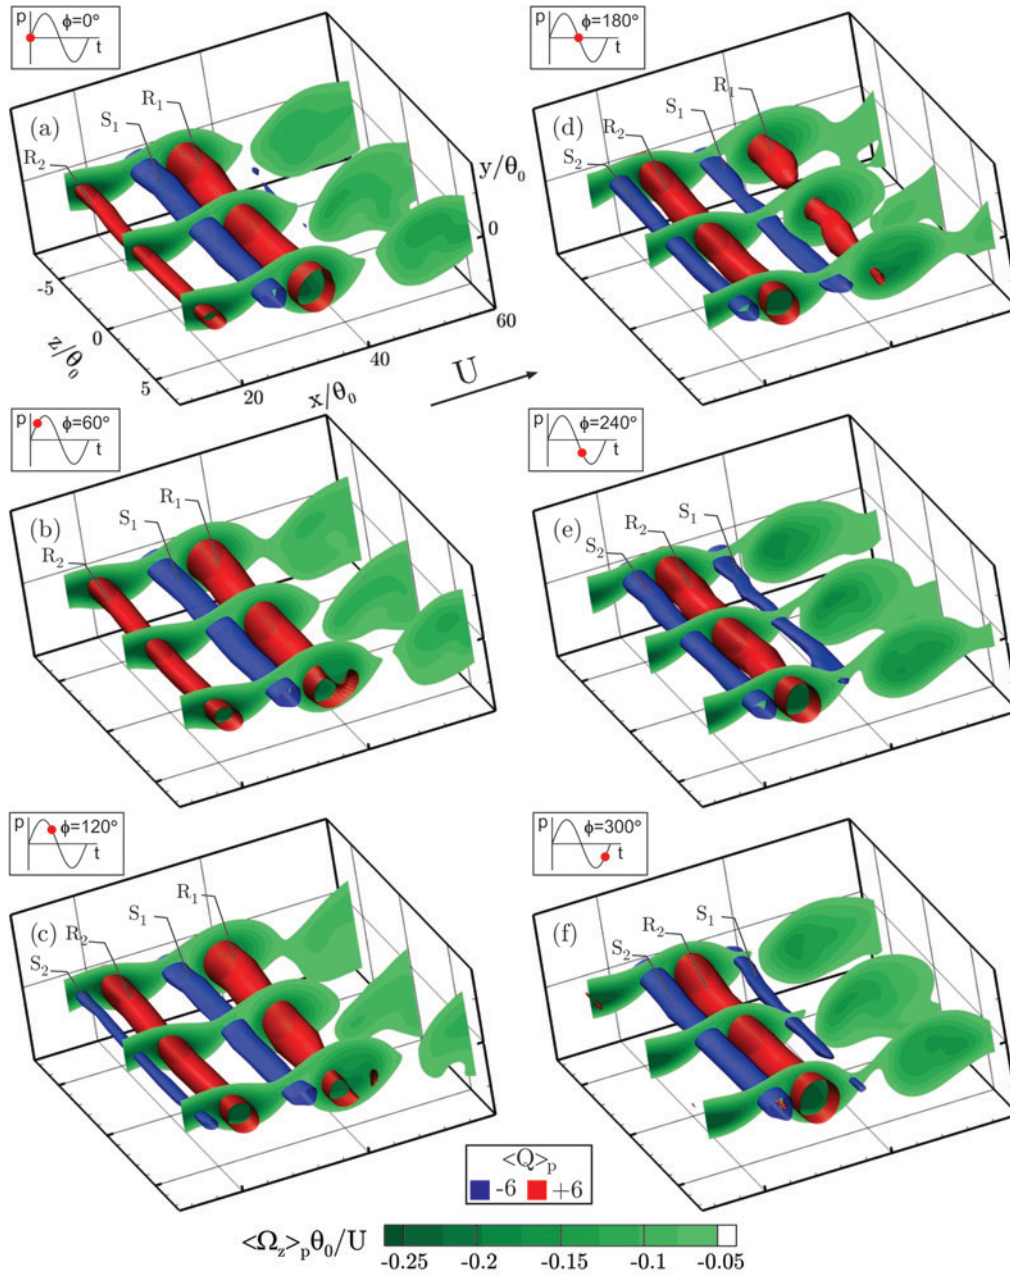 p ϕ=0° t
(a) R₂ S₁ R₁
y/θ₀
0
-5
0
5
z/θ₀
20
40
60
x/θ₀
U
p ϕ=180° t
(d) S₂ R₂ S₁ R₁
p ϕ=60° t
(b) R₂ S₁ R₁
p ϕ=240° t
(e) S₂ R₂ S₁
p ϕ=120° t
(c) S₂ R₂ S₁ R₁
p ϕ=300° t
(f) S₂ R₂ S₁
<Q>ₚ
-6 +6
<Ω_z>ₚθ₀/U
-0.25 -0.2 -0.15 -0.1 -0.05